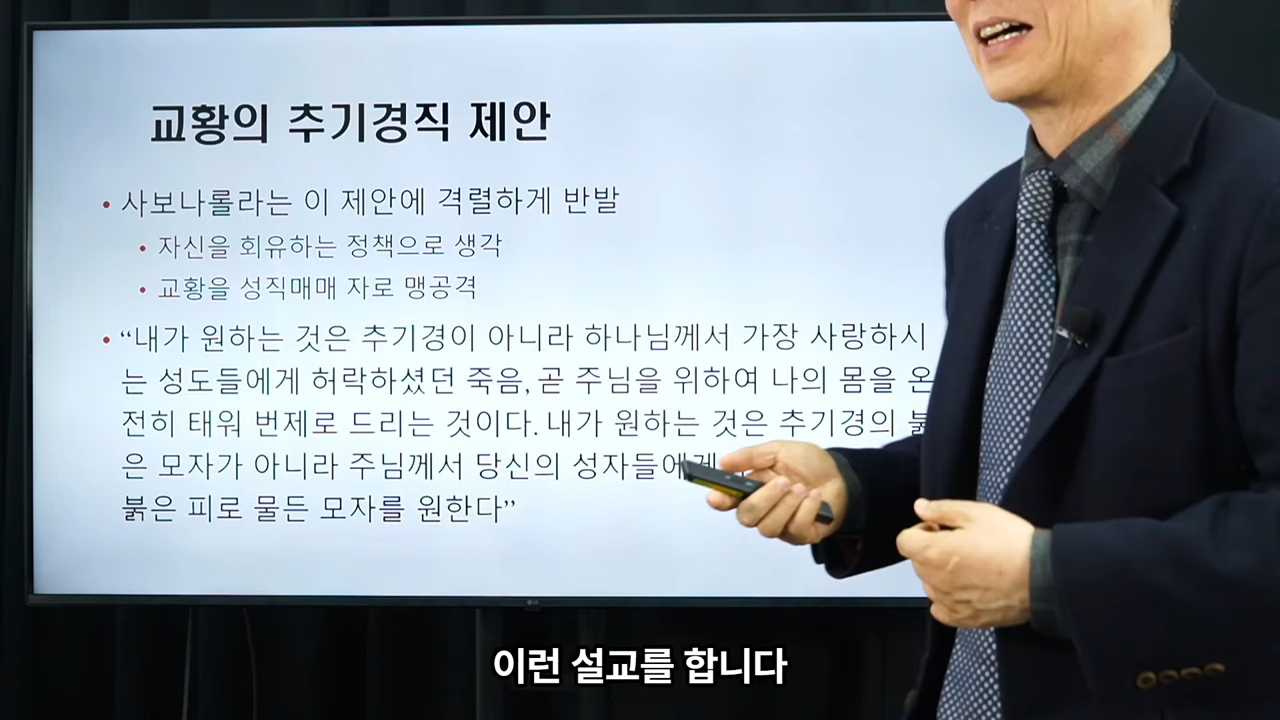 교황의 추기경직 제안
• 사보나롤라는 이 제안에 격렬하게 반발
• 자신을 회유하는 정책으로 생각
• 교황을 성직매매 자로 맹공격
• “내가 원하는 것은 추기경이 아니라 하나님께서 가장 사랑하시
는 성도들에게 허락하셨던 죽음, 곧 주님을 위하여 나의 몸을 온
전히 태워 번제로 드리는 것이다. 내가 원하는 것은 추기경의 붉
은 모자가 아니라 주님께서 당신의 성자들에게
붉은 피로 물든 모자를 원한다”
LG
이런 설교를 합니다